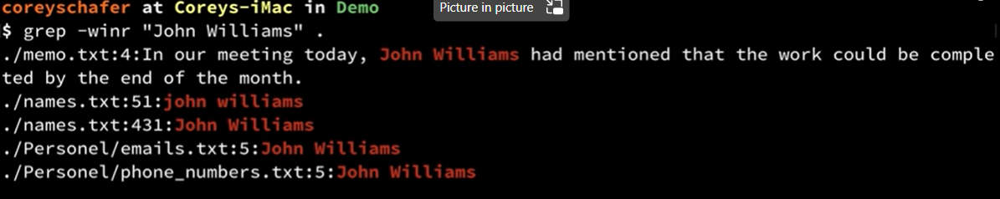 coreyschafer at Coreys-iMac in Demo
Picture in picture
$ grep -winr "John Williams" .
./memo.txt:4:In our meeting today, John Williams had mentioned that the work could be comple
ted by the end of the month.
./names.txt:51:john williams
./names.txt:431:John Williams
./Personel/emails.txt:5:John Williams
./Personel/phone_numbers.txt:5:John Williams